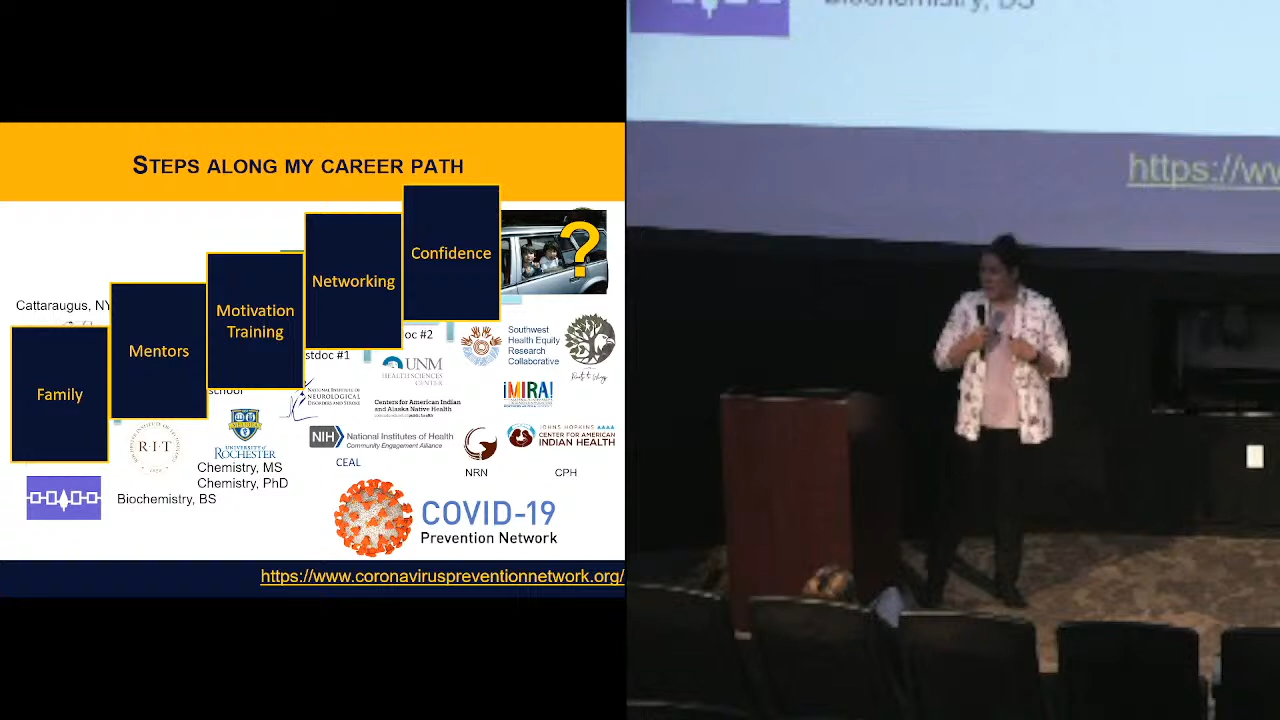 STEPS ALONG MY CAREER PATH
Confidence
?
Networking
Motivation
Training
Mentors
Family
Cattaraugus, NY
oc #2
stdoc #1
school
Southwest
Health Equity
Research
Collaborative
UNM
HEALTH SCIENCES
CENTER
¡MIRA!
NATIONAL INSTITUTE OF
NEUROLOGICAL
DISORDERS AND STROKE
Centers for American Indian
and Alaska Native Health
R·I·T
UNIVERSITY of
ROCHESTER
NIH
National Institutes of Health
Community Engagement Alliance
JOHNS HOPKINS
CENTER FOR AMERICAN
INDIAN HEALTH
CEAL
NRN
CPH
Chemistry, MS
Chemistry, PhD
Biochemistry, BS
COVID-19
Prevention Network
https://www.coronaviruspreventionnetwork.org/
Biochemistry, BS
https://ww